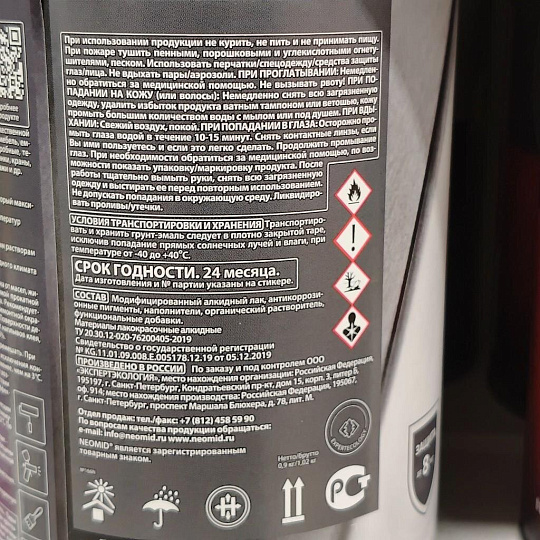 При использовании продукции не курить, не пить и не принимать пищу.
При пожаре тушить пенными, порошковыми и углекислотными огнету-
шителями, песком. Используйте перчатки/спецодежду/средства защиты
глаз/лица. Не вдыхать пары/аэрозоли. ПРИ ПРОГЛАТЫВАНИИ: Немедлен-
но обратиться за медицинской помощью. Не вызывать рвоту! ПРИ ПО-
ПАДАНИИ НА КОЖУ (или волосы): Немедленно снять всю загрязненную
одежду, удалить избыток продукта ватным тампоном или ветошью, кожу
промыть большим количеством воды с мылом или под душем. ПРИ ВДЫ-
ХАНИИ: Свежий воздух, покой. ПРИ ПОПАДАНИИ В ГЛАЗА: Осторожно про-
мыть глаза водой в течение 10-15 минут. Снять контактные линзы, если
Вы ими пользуетесь и если это легко сделать. Продолжить промывание
глаз. При необходимости обратиться за медицинской помощью, по воз-
можности показать упаковку/маркировку продукта. После
работы тщательно вымыть руки, снять всю загрязненную
одежду и выстирать ее перед повторным использованием.
Не допускать попадания в окружающую среду. Ликвидиро-
вать проливы/утечки.
УСЛОВИЯ ТРАНСПОРТИРОВКИ И ХРАНЕНИЯ Транспортиро-
вать и хранить грунт-эмаль следует в плотно закрытой таре,
исключив попадание прямых солнечных лучей и влаги, при
температуре от -40 до +40°С.
СРОК ГОДНОСТИ. 24 месяца.
Дата изготовления и № партии указаны на стикере.
СОСТАВ Модифицированный алкидный лак, антикоррози-
онные пигменты, наполнители, органический растворитель,
функциональные добавки.
Материалы лакокрасочные алкидные
ТУ 20.30.12-020-76200405-2019
Свидетельство о государственной регистрации
№ KG.11.01.09.008.E.005178.12.19 от 05.12.2019
ПРОИЗВЕДЕНО В РОССИИ По заказу и под контролем ООО
«ЭКСПЕРТЭКОЛОГИЯ», место нахождения организации: Российская Федерация,
195197, г. Санкт-Петербург, Кондратьевский пр-кт, дом 15, корп. 3, литер Б,
оф. 914; место нахождения производства: Российская Федерация, 195067,
г. Санкт-Петербург, проспект Маршала Блюхера, д. 78, лит. М.
Отдел продаж: тел./факс: +7 (812) 458 59 90
По вопросам качества продукции обращаться:
e-mail: info@neomid.ru www.neomid.ru
NEOMID® является зарегистрированным
товарным знаком.
Нетто/брутто
0,9 кг/1,02 кг
EXPERTECOLOGY
РСТ